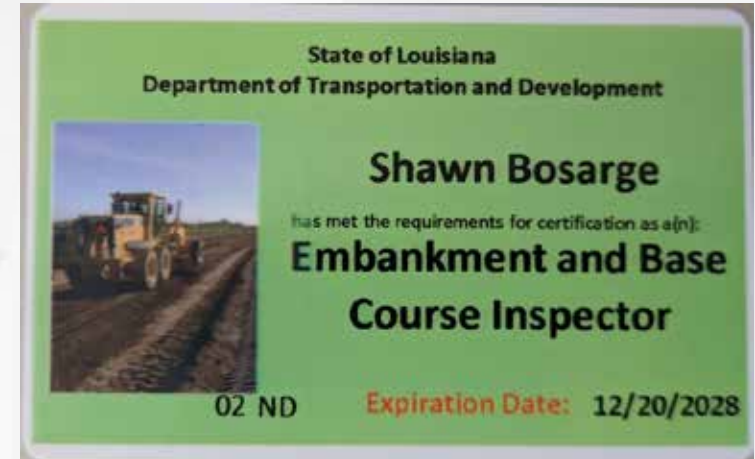 State of Louisiana
Department of Transportation and Development
Shawn Bosarge
has met the requirements for certification as a(n):
Embankment and Base
Course Inspector
02 ND Expiration Date: 12/20/2028